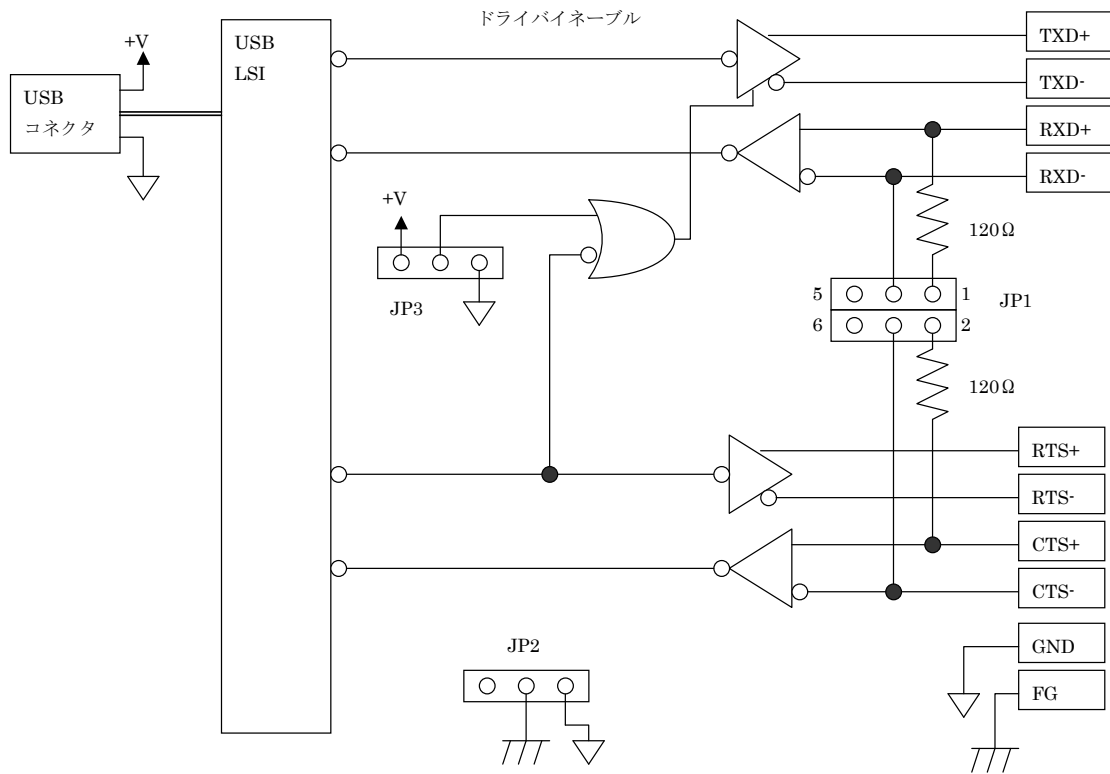 ドライバイネーブル
+V
USB
コネクタ
USB
LSI
TXD+
TXD-
RXD+
RXD-
+V
JP3
120Ω
5
1
JP1
6
2
120Ω
RTS+
RTS-
CTS+
CTS-
JP2
GND
FG